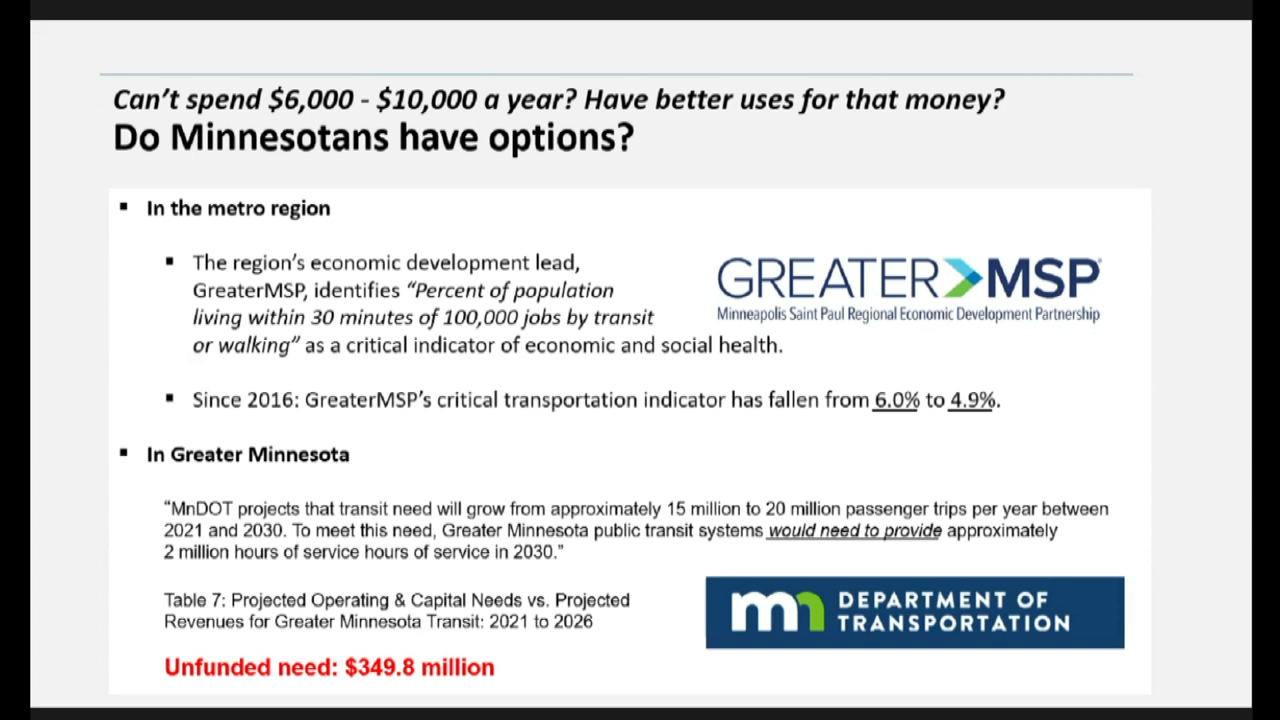 Can't spend $6,000 - $10,000 a year? Have better uses for that money?
Do Minnesotans have options?
▪ In the metro region
▪ The region's economic development lead,
GreaterMSP, identifies "Percent of population
living within 30 minutes of 100,000 jobs by transit
or walking" as a critical indicator of economic and social health.
GREATER MSP
Minneapolis Saint Paul Regional Economic Development Partnership
▪ Since 2016: GreaterMSP's critical transportation indicator has fallen from 6.0% to 4.9%.
▪ In Greater Minnesota
"MnDOT projects that transit need will grow from approximately 15 million to 20 million passenger trips per year between
2021 and 2030. To meet this need, Greater Minnesota public transit systems would need to provide approximately
2 million hours of service hours of service in 2030."
Table 7: Projected Operating & Capital Needs vs. Projected
Revenues for Greater Minnesota Transit: 2021 to 2026
Unfunded need: $349.8 million
mn DEPARTMENT OF
TRANSPORTATION